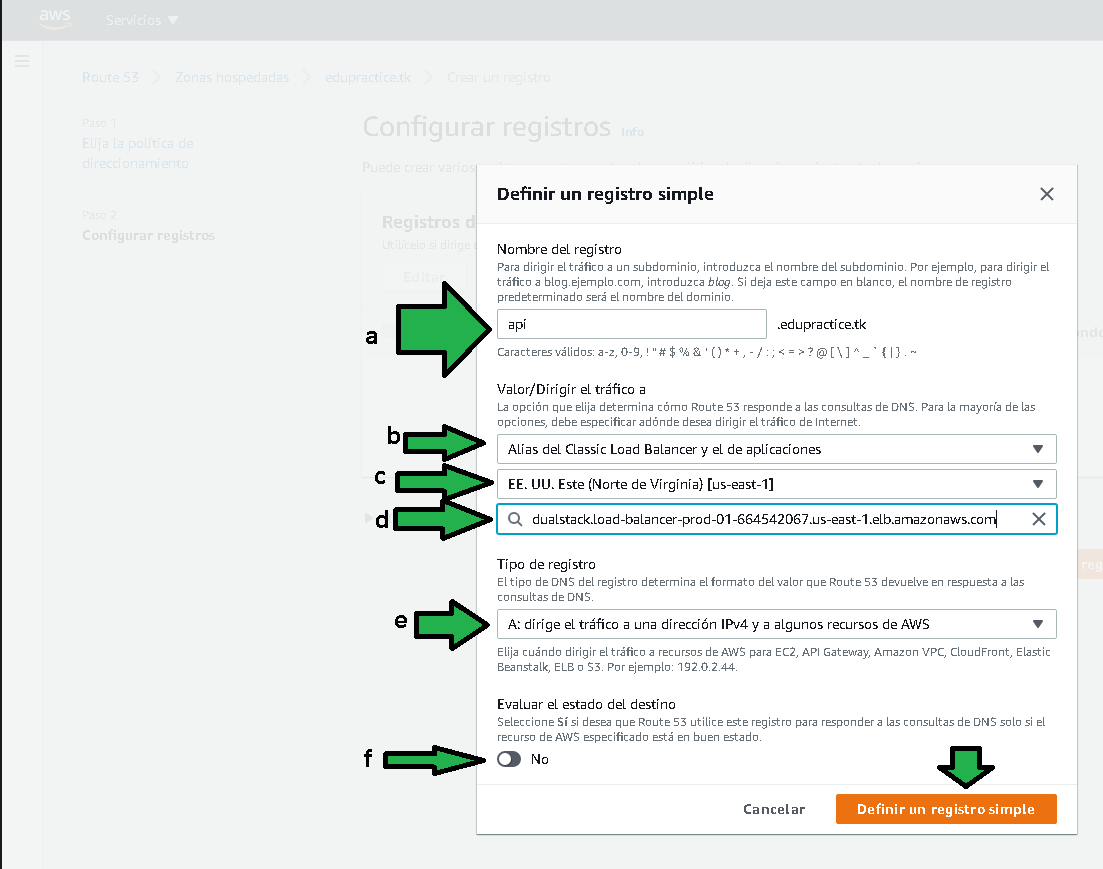 aws Servicios
Route 53 Zonas hospedadas edupractice.tk Crear un registro
Paso 1
Elija la política de
direccionamiento
Paso 2
Configurar registros
Configurar registros Info
Puede crear varios
Registros d
Utilícelo si dirige
Editar
Definir un registro simple
Nombre del registro
Para dirigir el tráfico a un subdominio, introduzca el nombre del subdominio. Por ejemplo, para dirigir el
tráfico a blog.ejemplo.com, introduzca blog. Si deja este campo en blanco, el nombre de registro
predeterminado será el nombre del dominio.
a
api .edupractice.tk
Caracteres válidos: a-z, 0-9, ! " # $ % & ' ( ) * + , - / : ; < = > ? @ [ \ ] ^ _ ` { | } . ~
Valor/Dirigir el tráfico a
La opción que elija determina cómo Route 53 responde a las consultas de DNS. Para la mayoría de las
opciones, debe especificar adónde desea dirigir el tráfico de Internet.
b Alias del Classic Load Balancer y el de aplicaciones
c EE. UU. Este (Norte de Virginia) [us-east-1]
d dualstack.load-balancer-prod-01-664542067.us-east-1.elb.amazonaws.com
Tipo de registro
El tipo de DNS del registro determina el formato del valor que Route 53 devuelve en respuesta a las
consultas de DNS.
e A: dirige el tráfico a una dirección IPv4 y a algunos recursos de AWS
Elija cuándo dirigir el tráfico a recursos de AWS para EC2, API Gateway, Amazon VPC, CloudFront, Elastic
Beanstalk, ELB o S3. Por ejemplo: 192.0.2.44.
Evaluar el estado del destino
Seleccione Sí si desea que Route 53 utilice este registro para responder a las consultas de DNS solo si el
recurso de AWS especificado está en buen estado.
f No
Cancelar Definir un registro simple